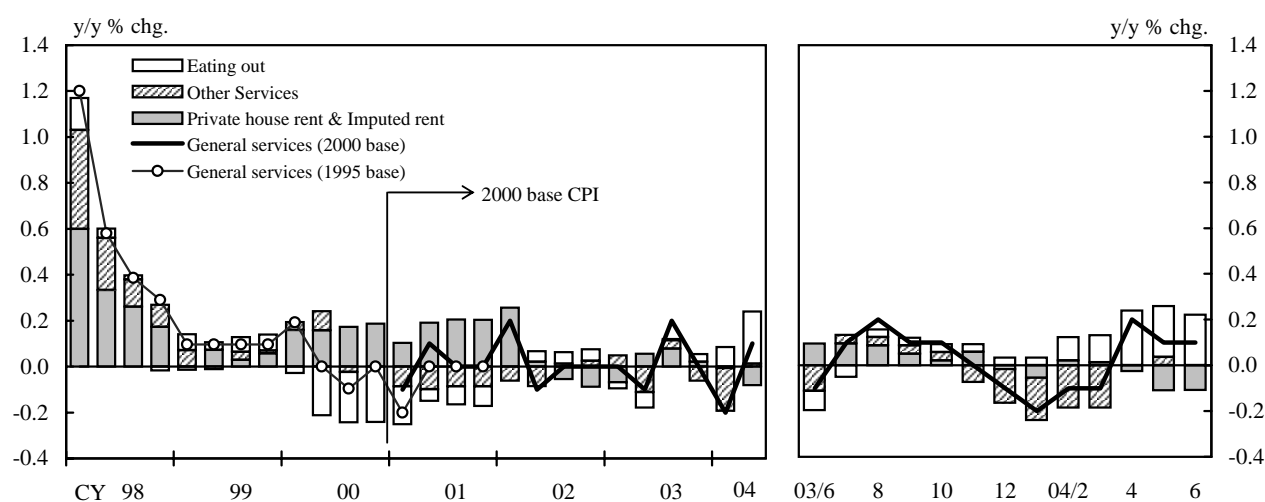 y/y % chg.
y/y % chg.
1.4
1.2
1.0
0.8
0.6
0.4
0.2
0.0
-0.2
-0.4
Eating out
Other Services
Private house rent & Imputed rent
General services (2000 base)
General services (1995 base)
2000 base CPI
CY 98 99 00 01 02 03 04
1.4
1.2
1.0
0.8
0.6
0.4
0.2
0.0
-0.2
-0.4
03/6 8 10 12 04/2 4 6